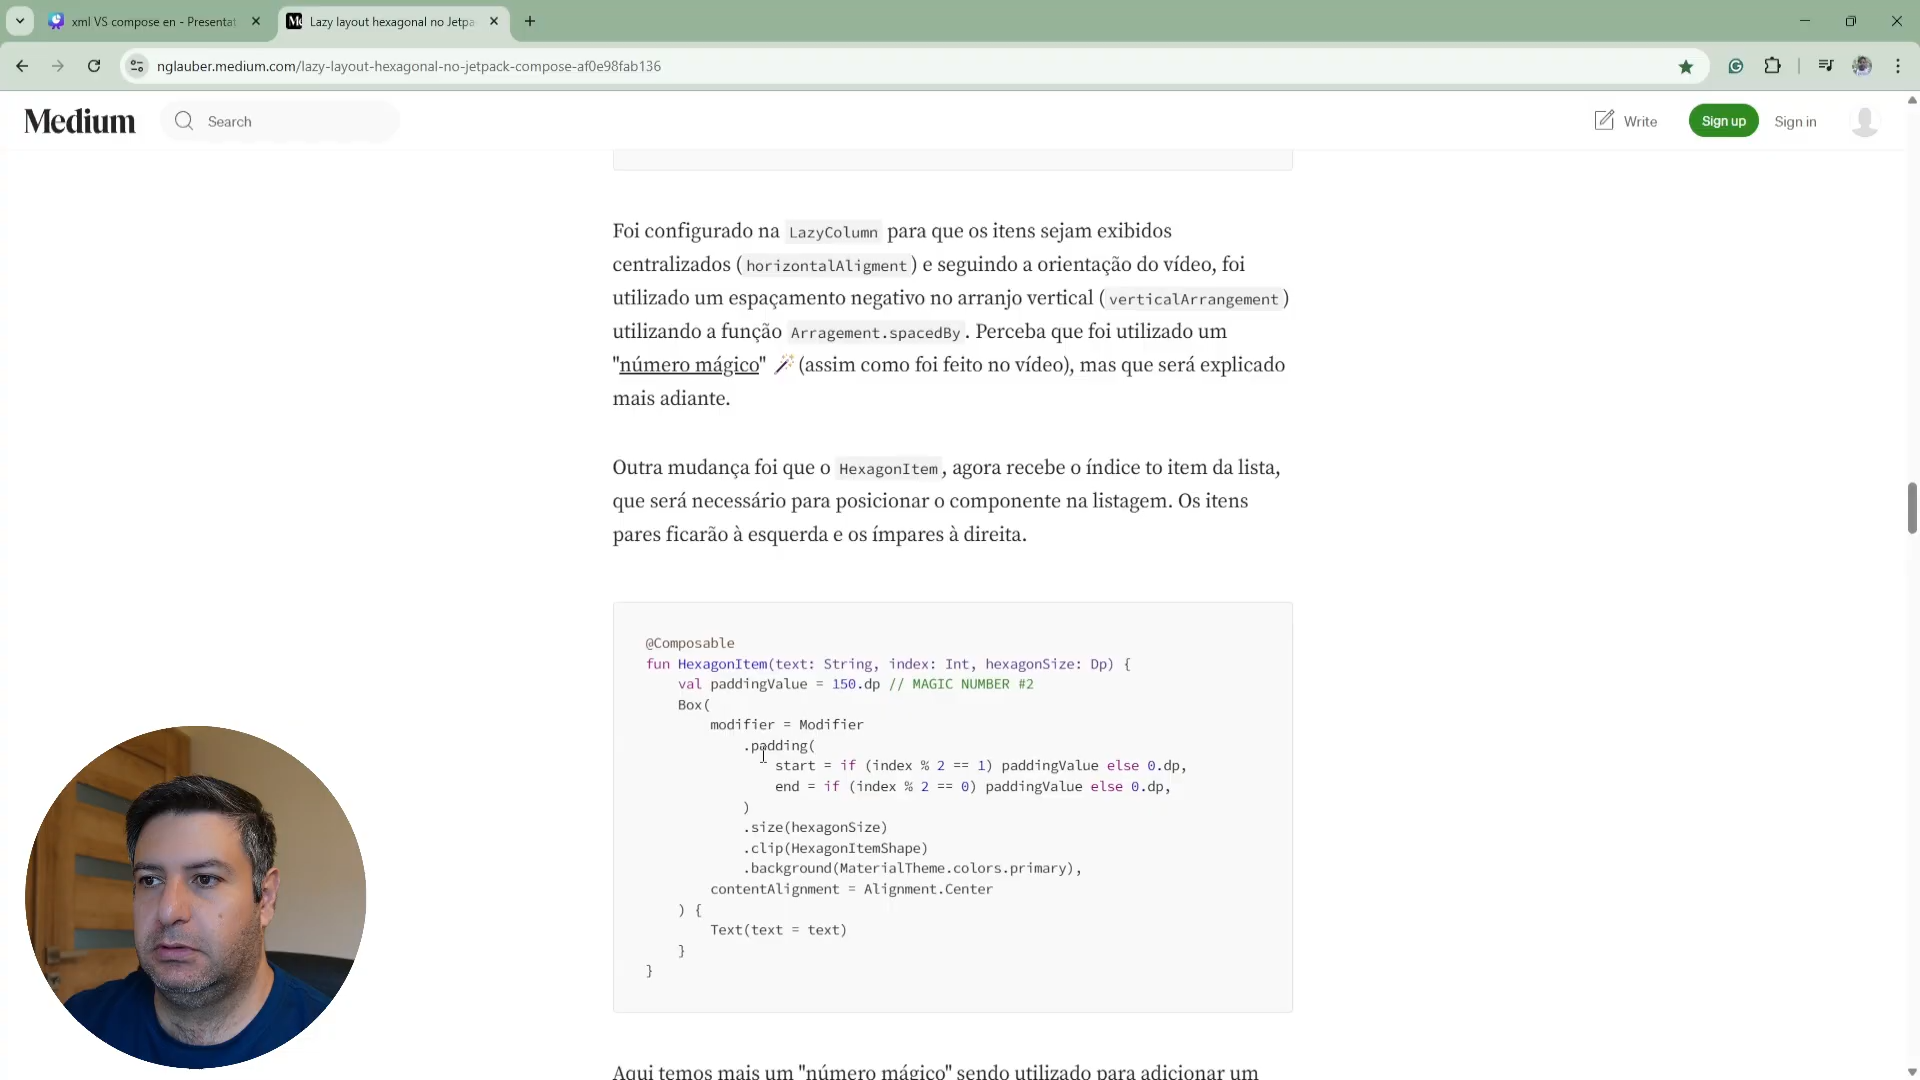 xml VS compose en - Presentat
Lazy layout hexagonal no Jetpa
nglauber.medium.com/lazy-layout-hexagonal-no-jetpack-compose-af0e98fab136
Medium
Search
Write
Sign up
Sign in
Foi configurado na LazyColumn para que os itens sejam exibidos
centralizados (horizontalAligment) e seguindo a orientação do vídeo, foi
utilizado um espaçamento negativo no arranjo vertical (verticalArrangement)
utilizando a função Arragement.spacedBy. Perceba que foi utilizado um
"número mágico" 🪄(assim como foi feito no vídeo), mas que será explicado
mais adiante.
Outra mudança foi que o HexagonItem, agora recebe o índice to item da lista,
que será necessário para posicionar o componente na listagem. Os itens
pares ficarão à esquerda e os ímpares à direita.
@Composable
fun HexagonItem(text: String, index: Int, hexagonSize: Dp) {
    val paddingValue = 150.dp // MAGIC NUMBER #2
    Box(
        modifier = Modifier
            .padding(
                start = if (index % 2 == 1) paddingValue else 0.dp,
                end = if (index % 2 == 0) paddingValue else 0.dp,
            )
            .size(hexagonSize)
            .clip(HexagonItemShape)
            .background(MaterialTheme.colors.primary),
        contentAlignment = Alignment.Center
    ) {
        Text(text = text)
    }
}
Aqui temos mais um "número mágico" sendo utilizado para adicionar um